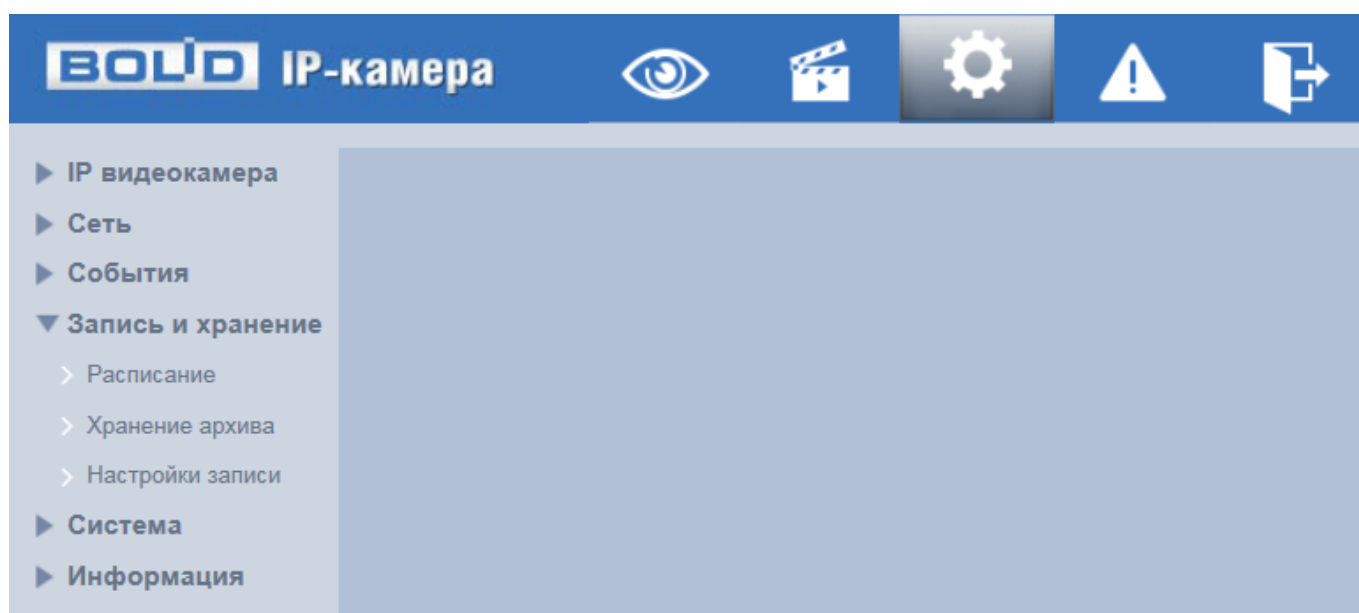 BOLID IP-камера
IP видеокамера
Сеть
События
Запись и хранение
Расписание
Хранение архива
Настройки записи
Система
Информация